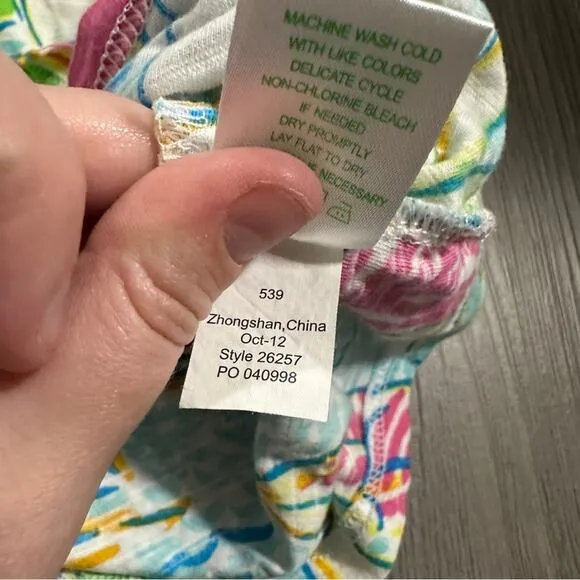 MACHINE WASH COLD
WITH LIKE COLORS
DELICATE CYCLE
NON-CHLORINE BLEACH
IF NEEDED
DRY PROMPTLY
LAY FLAT TO DRY
NECESSARY
539
Zhongshan,China
Oct-12
Style 26257
PO 040998